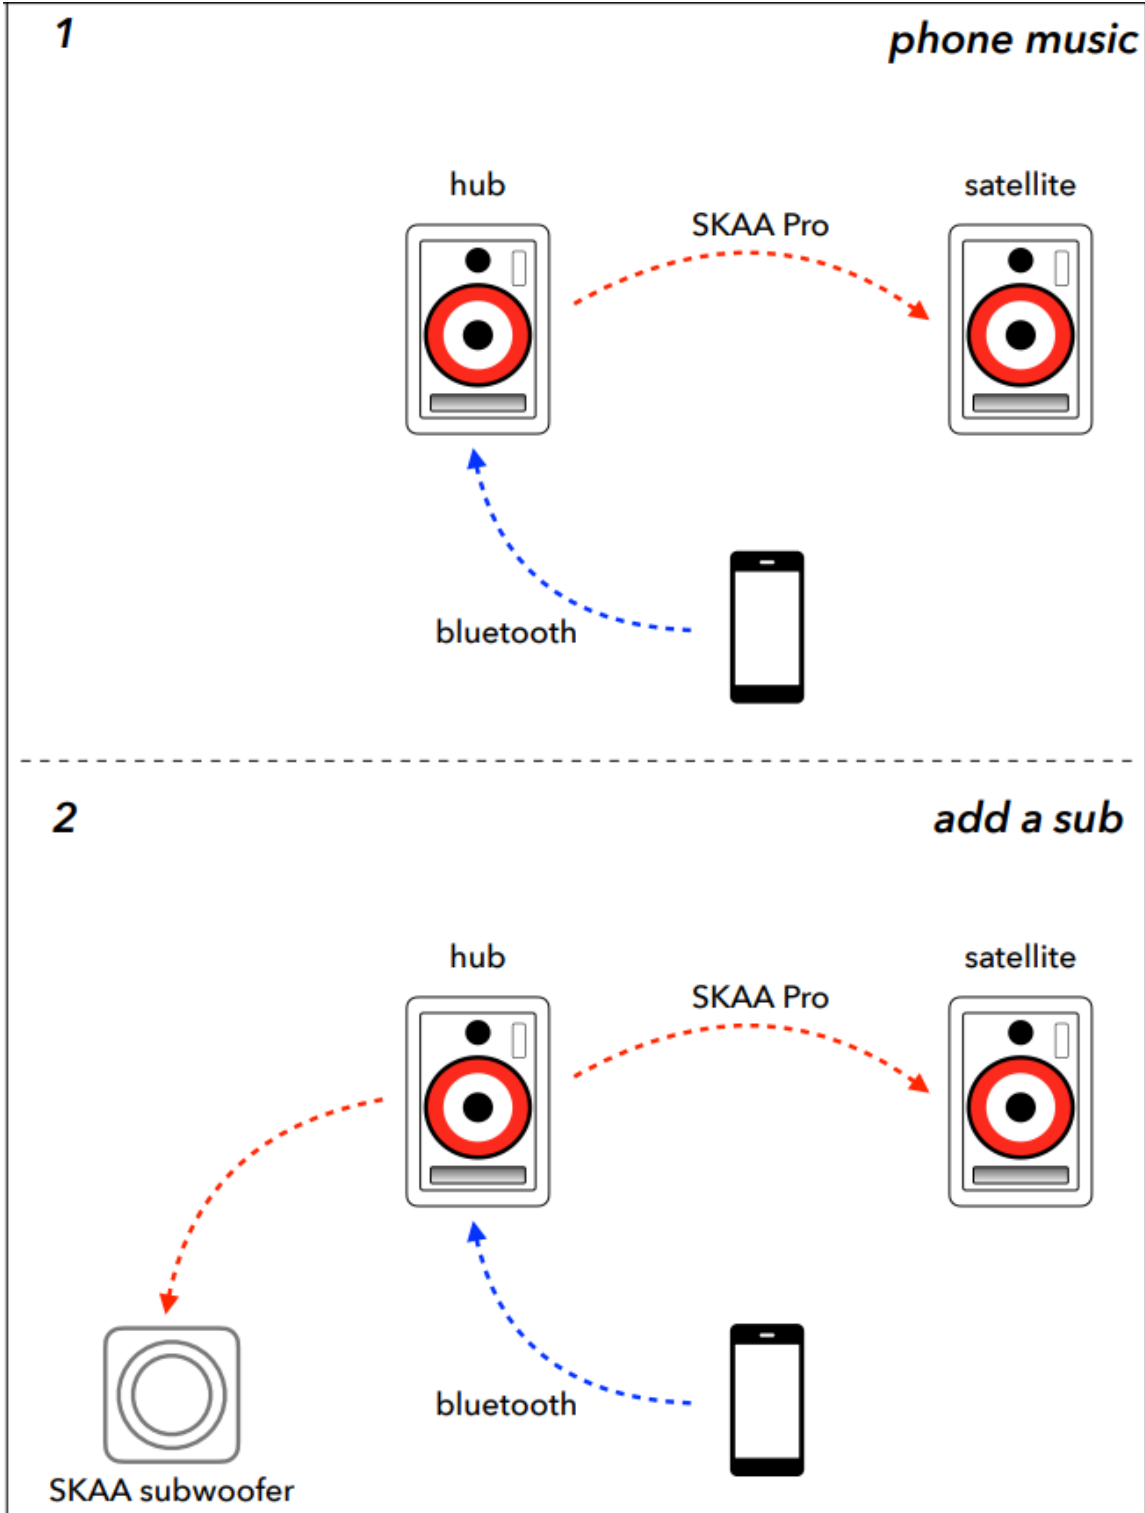 1
phone music
hub
satellite
SKAA Pro
bluetooth
2
add a sub
hub
satellite
SKAA Pro
bluetooth
SKAA subwoofer